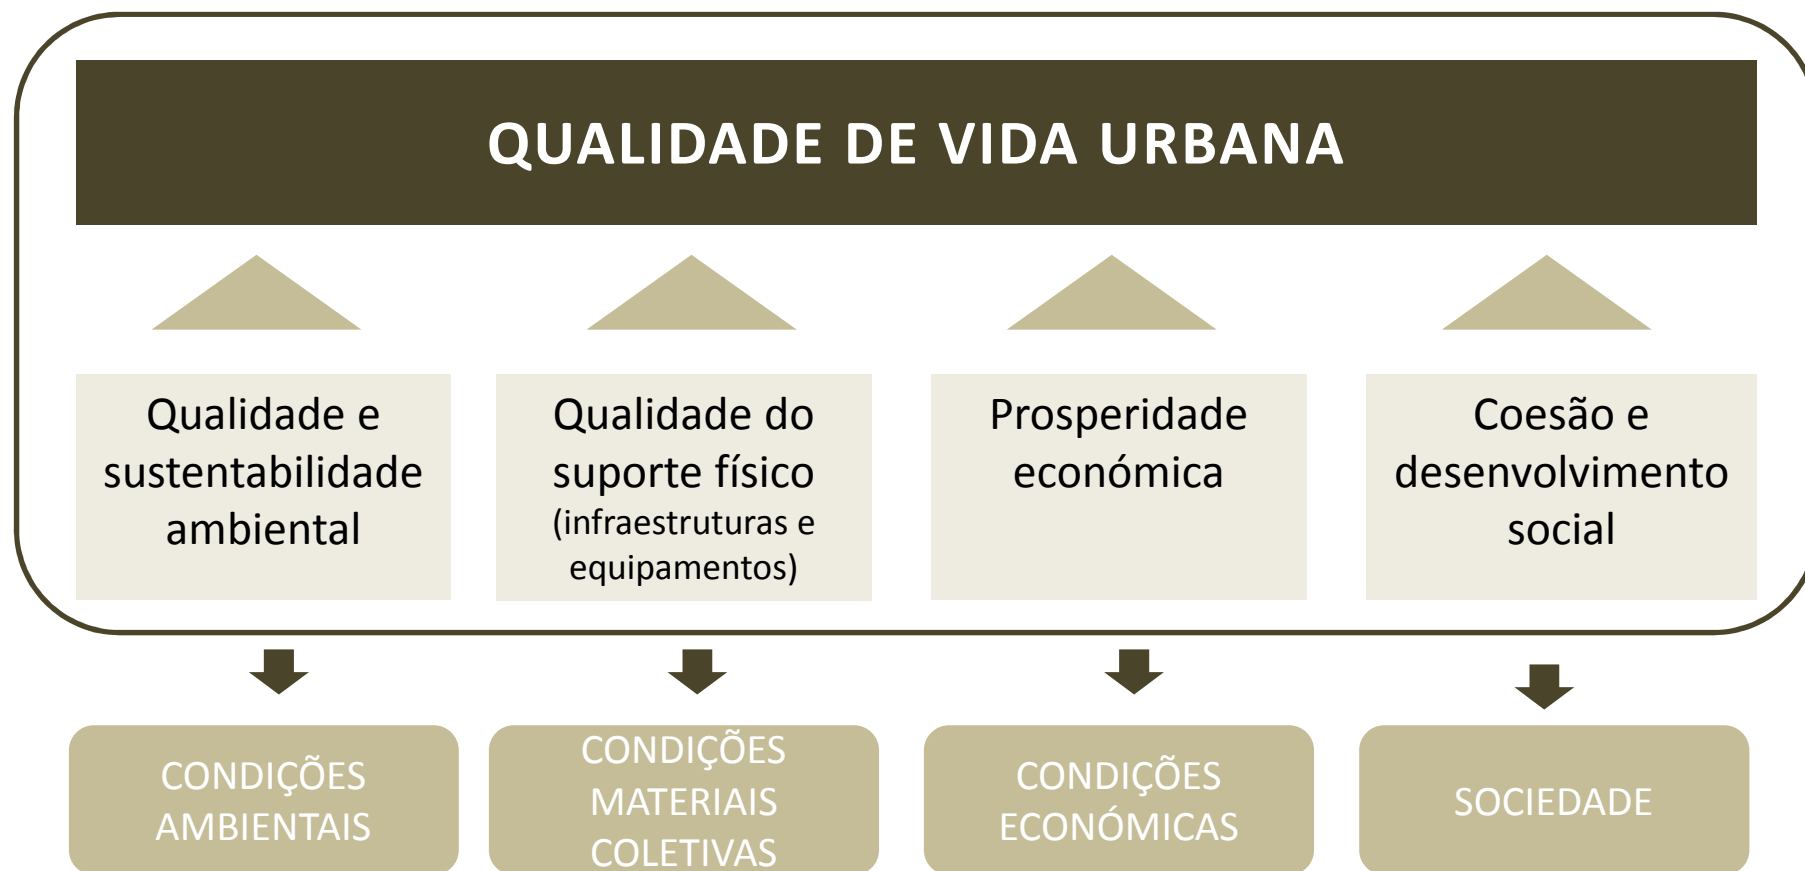 QUALIDADE DE VIDA URBANA
Qualidade e
sustentabilidade
ambiental
Qualidade do
suporte físico
(infraestruturas e
equipamentos)
Prosperidade
económica
Coesão e
desenvolvimento
social
CONDIÇÕES
AMBIENTAIS
CONDIÇÕES
MATERIAIS
COLETIVAS
CONDIÇÕES
ECONÓMICAS
SOCIEDADE